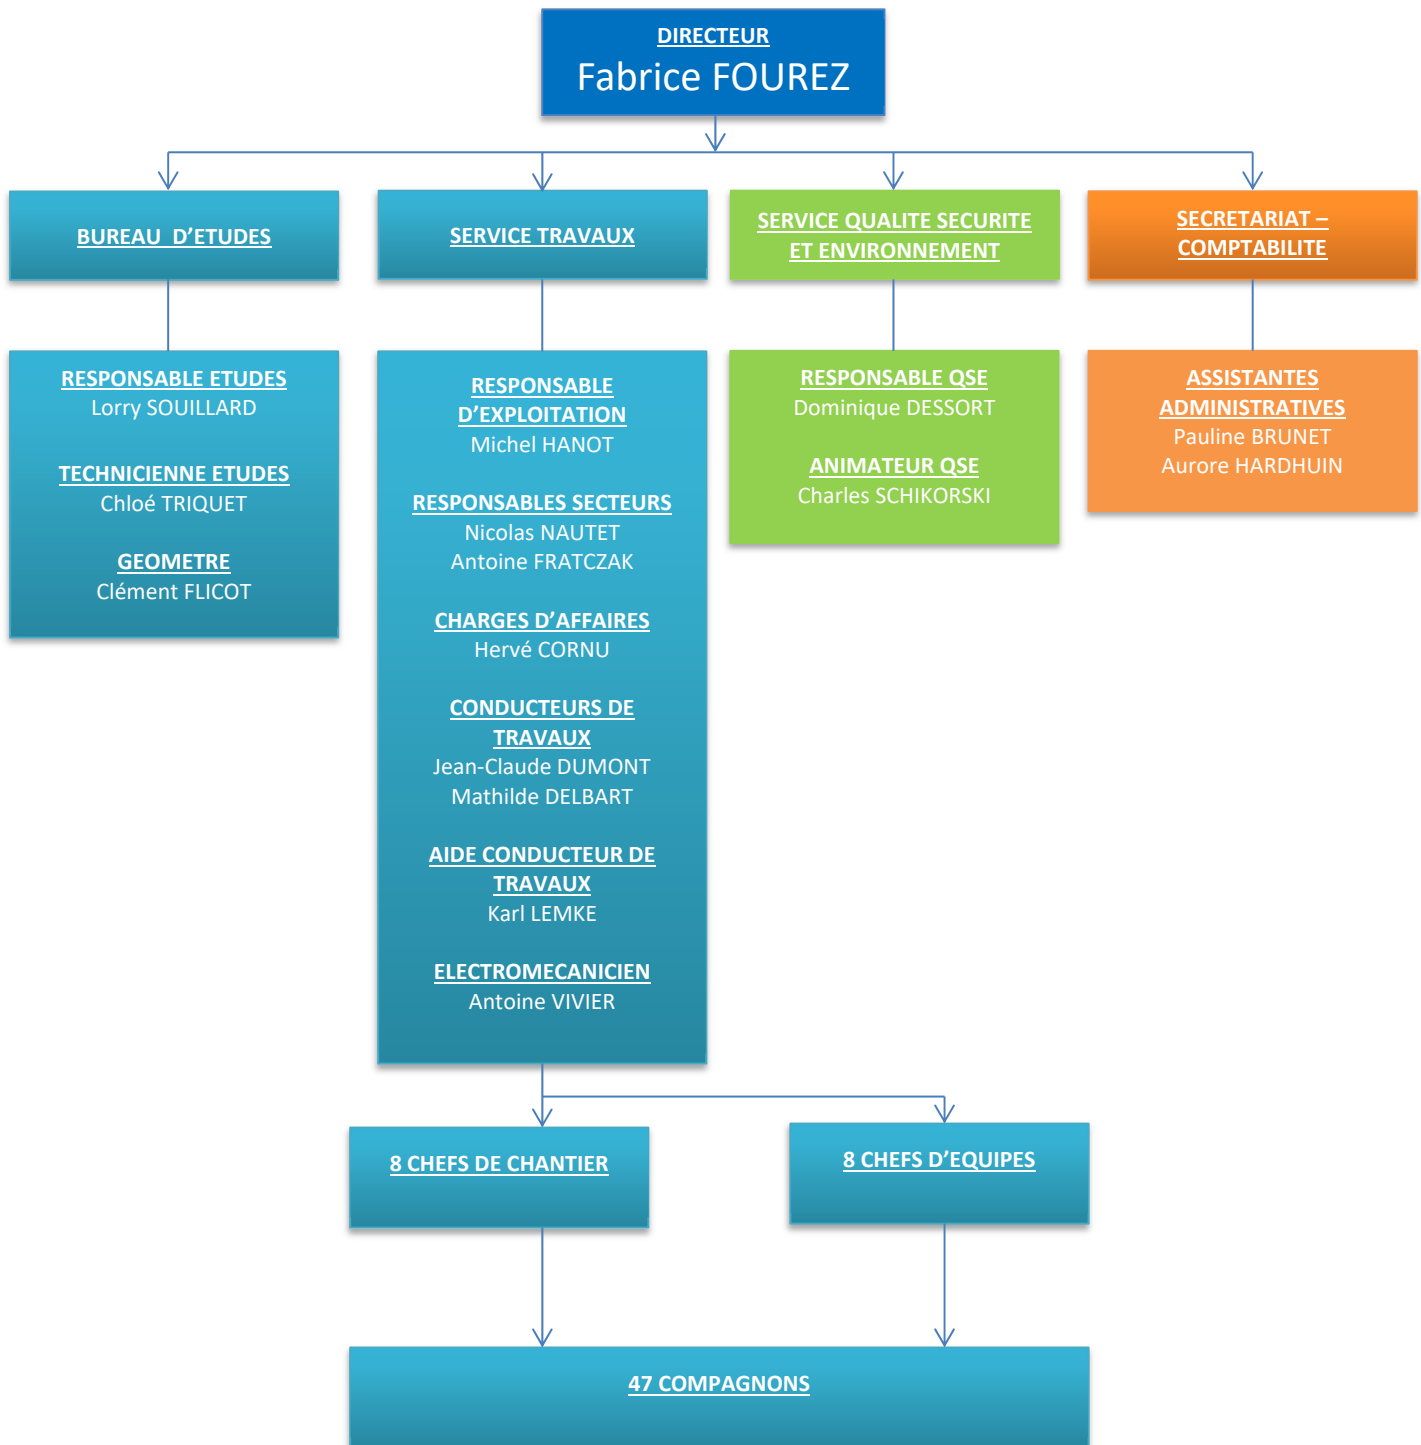 DIRECTEUR
Fabrice FOUREZ
BUREAU  D’ETUDES
SERVICE TRAVAUX
SERVICE QUALITE SECURITE
ET ENVIRONNEMENT
SECRETARIAT –
COMPTABILITE
RESPONSABLE ETUDES
Lorry SOUILLARD
TECHNICIENNE ETUDES
Chloé TRIQUET
GEOMETRE
Clément FLICOT
RESPONSABLE
D’EXPLOITATION
Michel HANOT
RESPONSABLES SECTEURS
Nicolas NAUTET
Antoine FRATCZAK
CHARGES D’AFFAIRES
Hervé CORNU
CONDUCTEURS DE
TRAVAUX
Jean-Claude DUMONT
Mathilde DELBART
AIDE CONDUCTEUR DE
TRAVAUX
Karl LEMKE
ELECTROMECANICIEN
Antoine VIVIER
RESPONSABLE QSE
Dominique DESSORT
ANIMATEUR QSE
Charles SCHIKORSKI
ASSISTANTES
ADMINISTRATIVES
Pauline BRUNET
Aurore HARDHUIN
8 CHEFS DE CHANTIER
8 CHEFS D’EQUIPES
47 COMPAGNONS